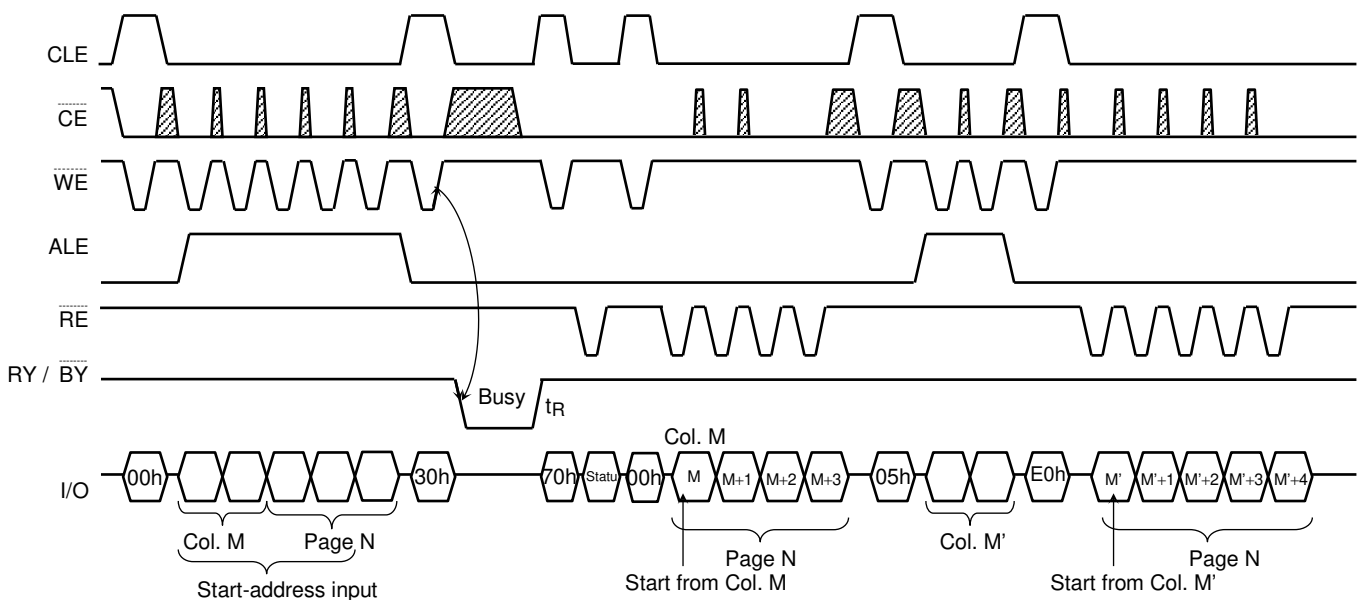 CLE
CE
WE
ALE
RE
RY / BY
Busy
tR
Col. M
I/O
00h
30h
70h
Statu
00h
M
M+1
M+2
M+3
05h
E0h
M'
M'+1
M'+2
M'+3
M'+4
Col. M
Page N
Page N
Col. M'
Page N
Start-address input
Start from Col. M
Start from Col. M'